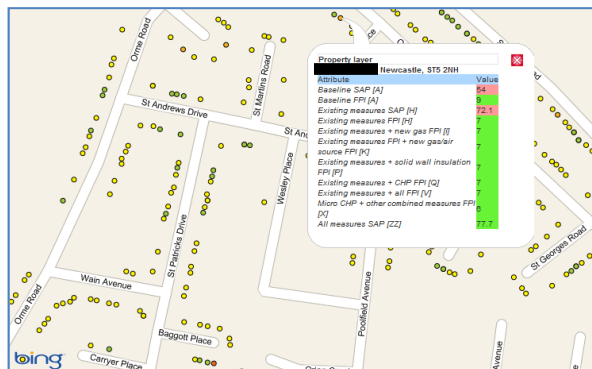 Orme Road
St Andrews Drive
St Martins Road
Wesley Place
St Patricks Drive
Wain Avenue
Orme Road
Baggott Place
Carryer Place
bing
Poolfield Avenue
Avenue
St Georges Road
Property layer
Newcastle, ST5 2NH
Attribute Value
Baseline SAP [A] 54
Baseline FPI [A] 9
Existing measures SAP [H] 72.1
Existing measures FPI [H] 7
Existing measures + new gas FPI [I] 7
Existing measures FPI + new gas/air
source FPI [K] 7
Existing measures + solid wall insulation
FPI [P] 7
Existing measures + CHP FPI [Q] 7
Existing measures + all FPI [V] 7
Micro CHP + other combined measures FPI
[X] 6
All measures SAP [ZZ] 77.7